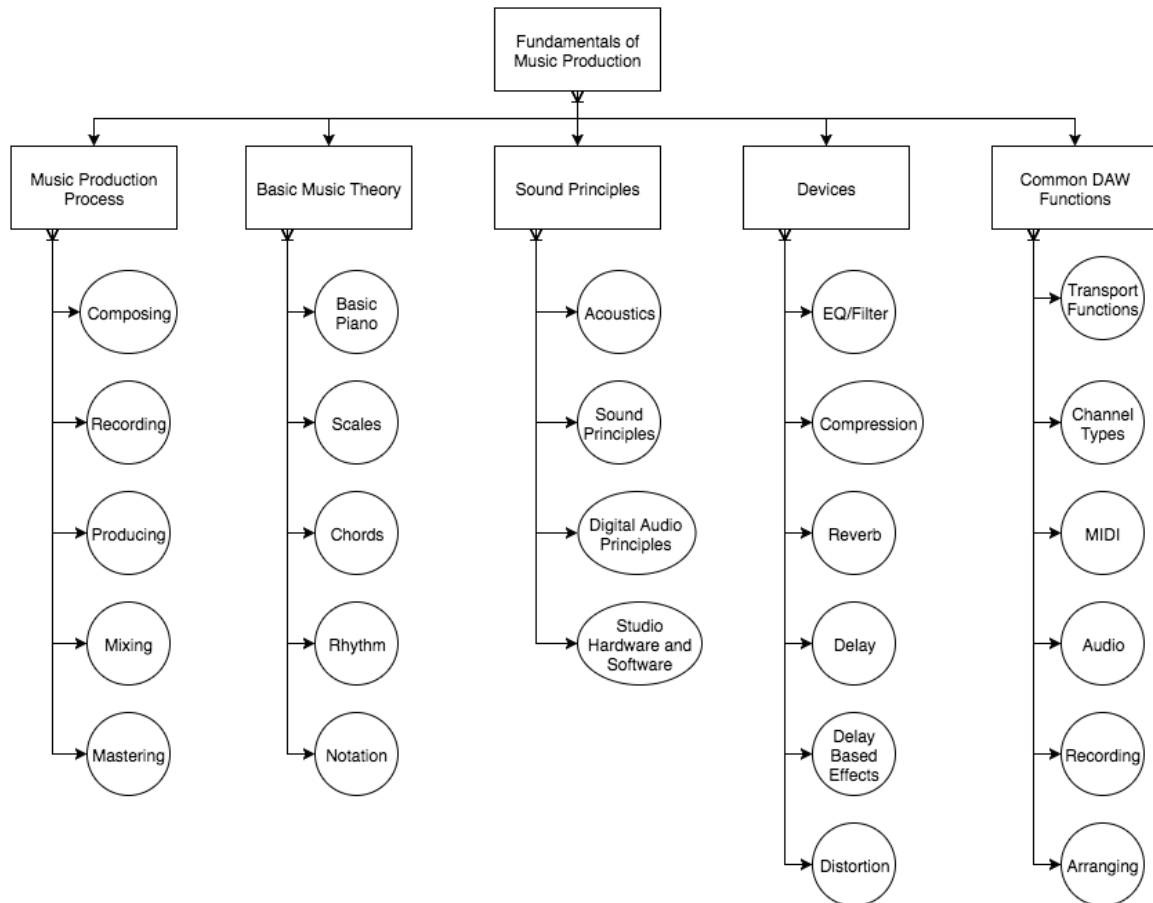 Fundamentals of
Music Production
Music Production
Process
Basic Music Theory
Sound Principles
Devices
Common DAW
Functions
Composing
Recording
Producing
Mixing
Mastering
Basic
Piano
Scales
Chords
Rhythm
Notation
Acoustics
Sound
Principles
Digital Audio
Principles
Studio
Hardware and
Software
EQ/Filter
Compression
Reverb
Delay
Delay
Based
Effects
Distortion
Transport
Functions
Channel
Types
MIDI
Audio
Recording
Arranging